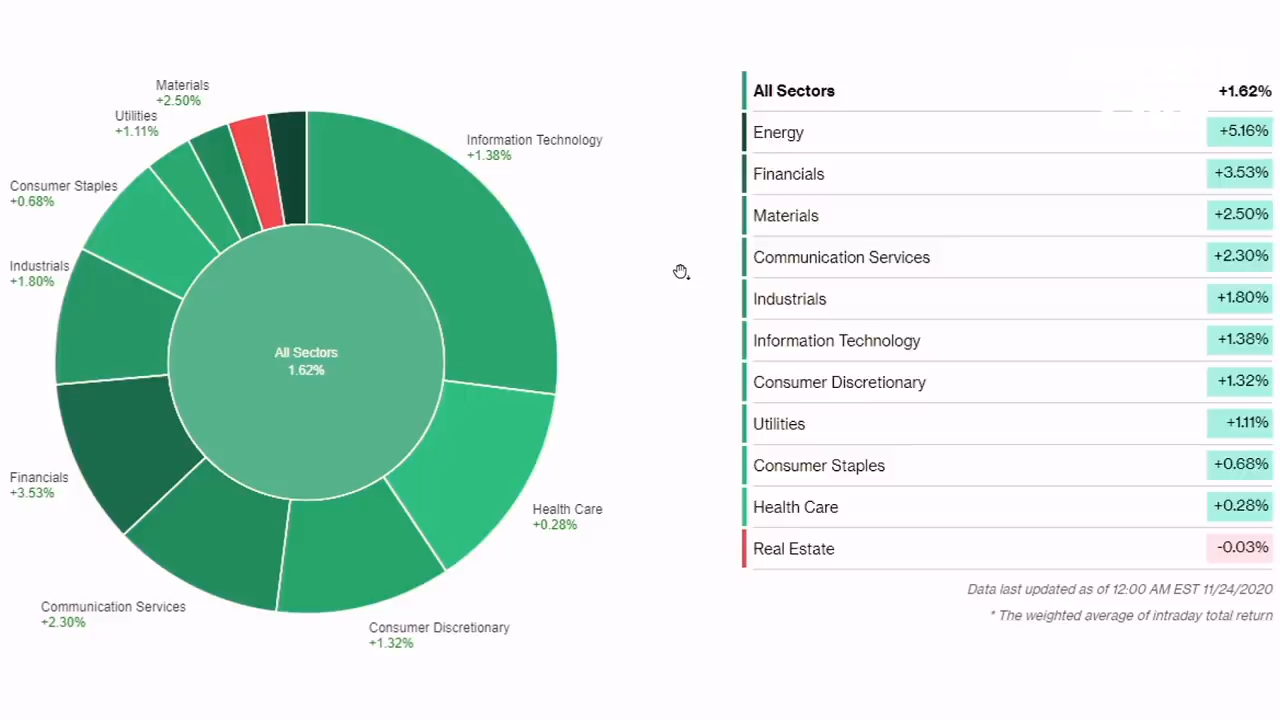 Materials
+2.50%
Utilities
+1.11%
Information Technology
+1.38%
Consumer Staples
+0.68%
Industrials
+1.80%
All Sectors
1.62%
Financials
+3.53%
Health Care
+0.28%
Communication Services
+2.30%
Consumer Discretionary
+1.32%
All Sectors +1.62%
Energy +5.16%
Financials +3.53%
Materials +2.50%
Communication Services +2.30%
Industrials +1.80%
Information Technology +1.38%
Consumer Discretionary +1.32%
Utilities +1.11%
Consumer Staples +0.68%
Health Care +0.28%
Real Estate -0.03%
Data last updated as of 12:00 AM EST 11/24/2020
* The weighted average of intraday total return